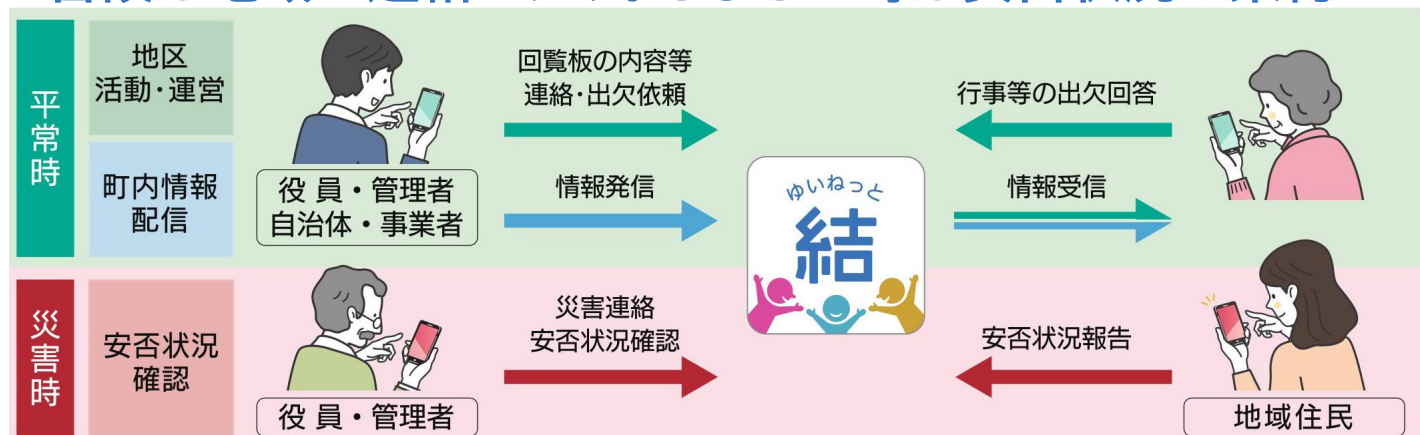 平常時
地区
活動・運営
町内情報
配信
役員・管理者
自治体・事業者
回覧板の内容等
連絡・出欠依頼
情報発信
ゆいねっと
結
行事等の出欠回答
情報受信
災害時
安否状況
確認
役員・管理者
災害連絡
安否状況確認
安否状況報告
地域住民